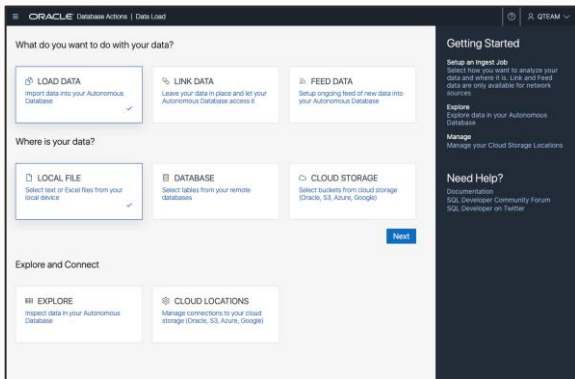 ORACLE Database Actions | Data Load
QTEAM
What do you want to do with your data?
LOAD DATA
Import data into your Autonomous
Database
LINK DATA
Leave your data in place and let your
Autonomous Database access it
FEED DATA
Setup ongoing feed of new data into
your Autonomous Database
Where is your data?
LOCAL FILE
Select text or Excel files from your
local device
DATABASE
Select tables from your remote
databases
CLOUD STORAGE
Select buckets from cloud storage
(Oracle, S3, Azure, Google)
Next
Explore and Connect
EXPLORE
Inspect data in your Autonomous
Database
CLOUD LOCATIONS
Manage connections to your cloud
storage (Oracle, S3, Azure, Google)
Getting Started
Setup an Ingest Job
Select how you want to analyze your
data and where it is. Link and Feed
data are only available for network
sources
Explore
Explore data in your Autonomous
Database
Manage
Manage your Cloud Storage Locations
Need Help?
Documentation
SQL Developer Community Forum
SQL Developer on Twitter